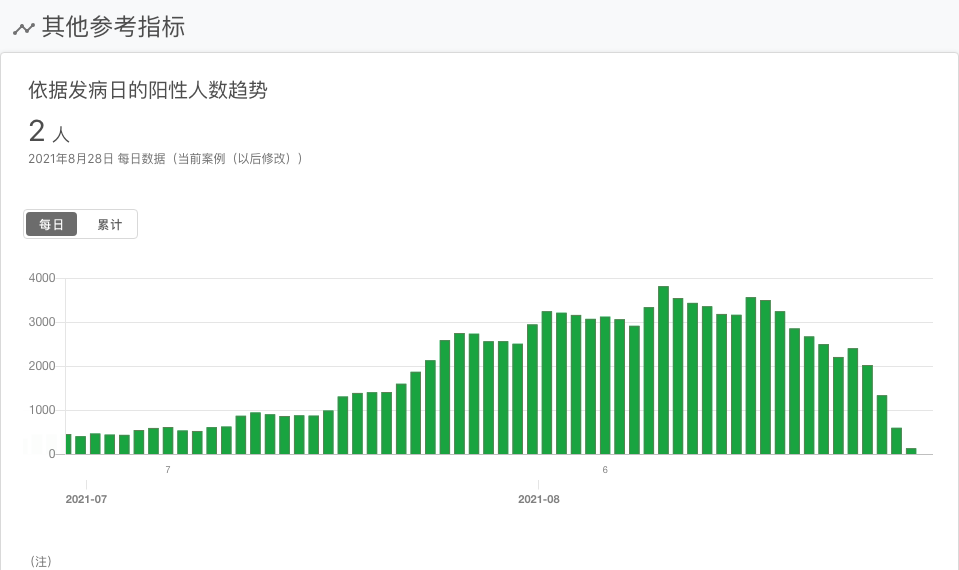 其他参考指标
依据发病日的阳性人数趋势
2 人
2021年8月28日 每日数据（当前案例（以后修改））
每日 累计
4000
3000
2000
1000
0
7 6
2021-07 2021-08
（注）